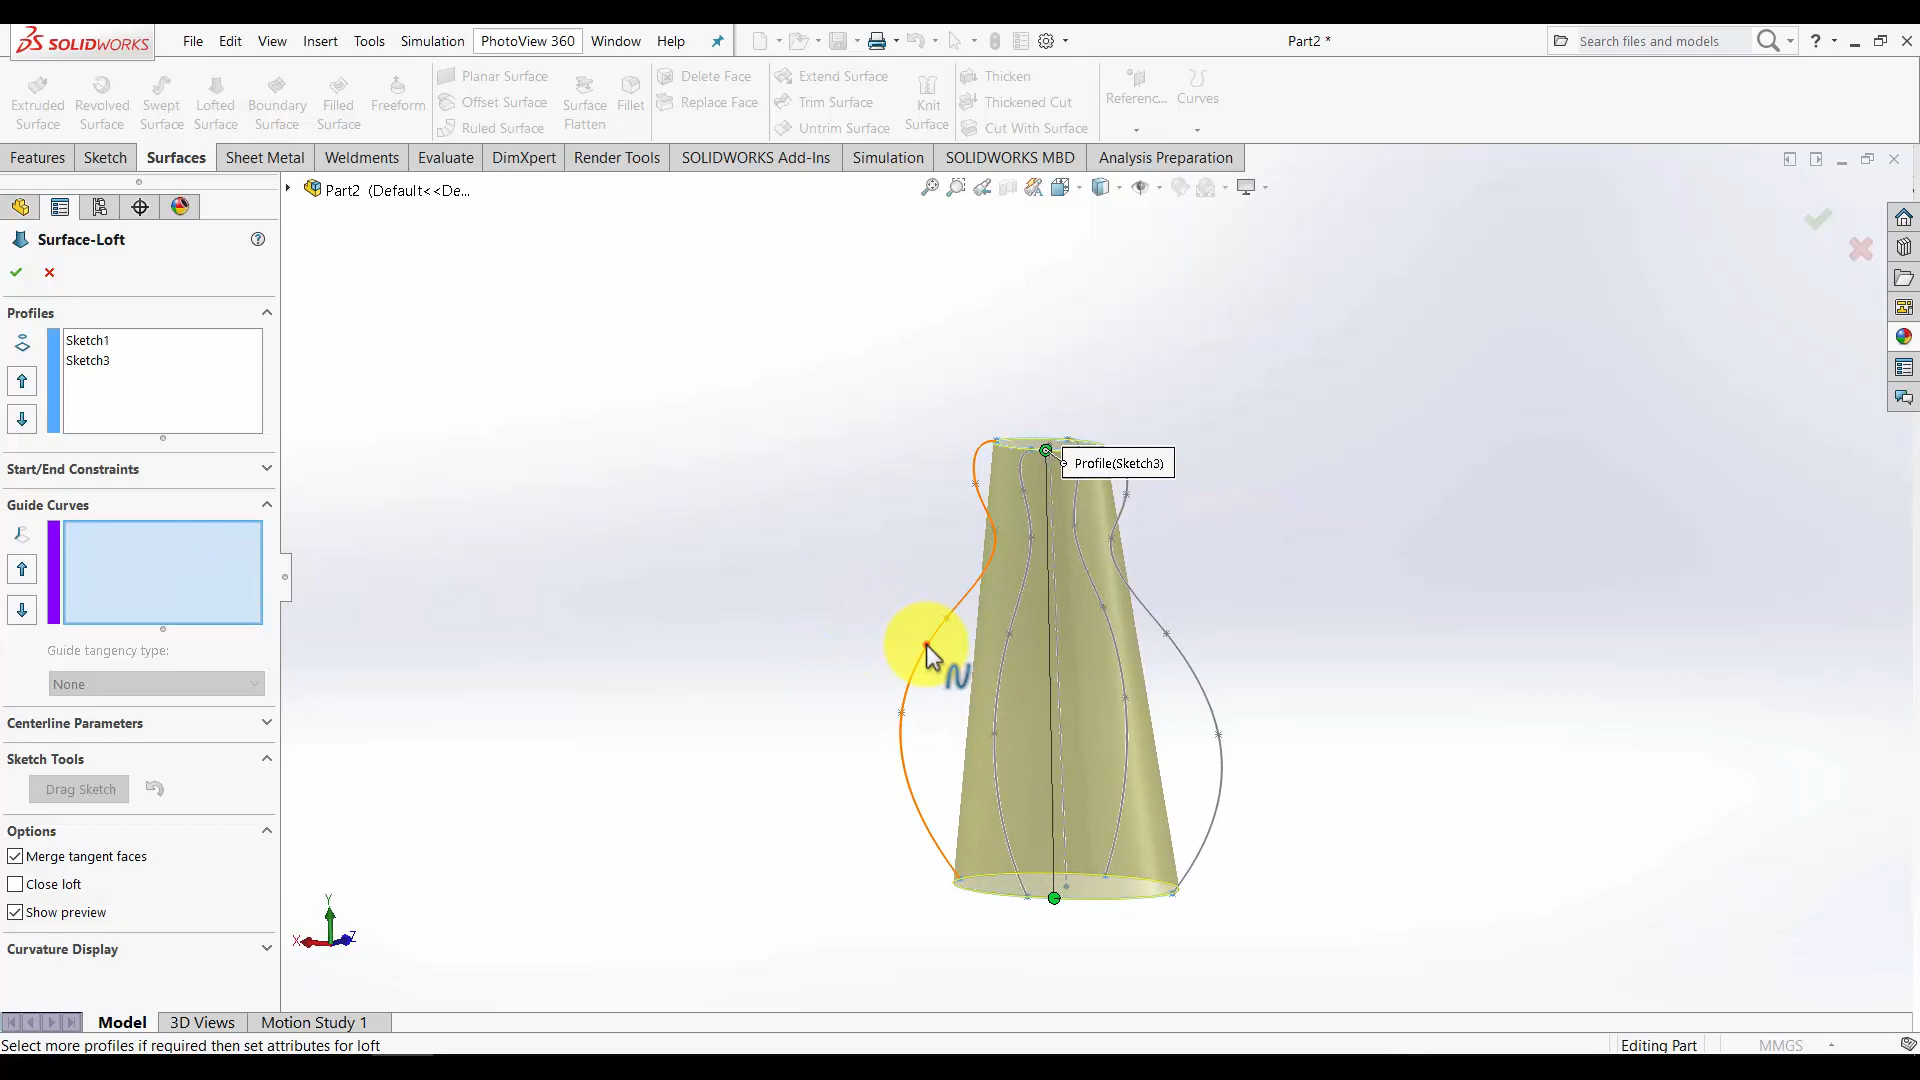 SOLIDWORKS
File Edit View Insert Tools Simulation PhotoView 360 Window Help
Part2 *
Search files and models
?
Extruded Surface
Revolved Surface
Swept Surface
Lofted Surface
Boundary Surface
Filled Surface
Freeform
Planar Surface
Offset Surface
Ruled Surface
Surface Flatten
Fillet
Delete Face
Replace Face
Extend Surface
Trim Surface
Untrim Surface
Knit Surface
Thicken
Thickened Cut
Cut With Surface
Referenc...
Curves
Features Sketch Surfaces Sheet Metal Weldments Evaluate DimXpert Render Tools SOLIDWORKS Add-Ins Simulation SOLIDWORKS MBD Analysis Preparation
Part2 (Default<<De...
Surface-Loft
?
Profiles
Sketch1
Sketch3
Start/End Constraints
Guide Curves
Guide tangency type:
None
Centerline Parameters
Sketch Tools
Drag Sketch
Options
Merge tangent faces
Close loft
Show preview
Curvature Display
Profile(Sketch3)
Y
X
Z
Model 3D Views Motion Study 1
Select more profiles if required then set attributes for loft
Editing Part
MMGS